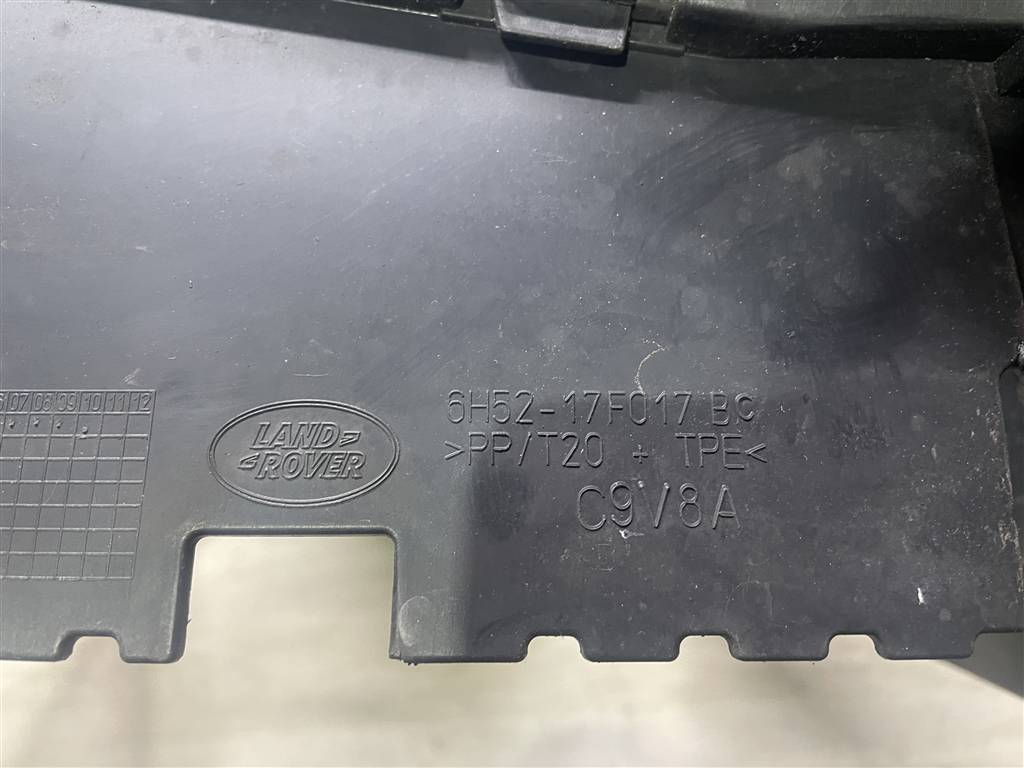 07 08 09 10 11 12
LAND
ROVER
6H52-17F017 BC
>PP/T20 + TPE<
C9V8A